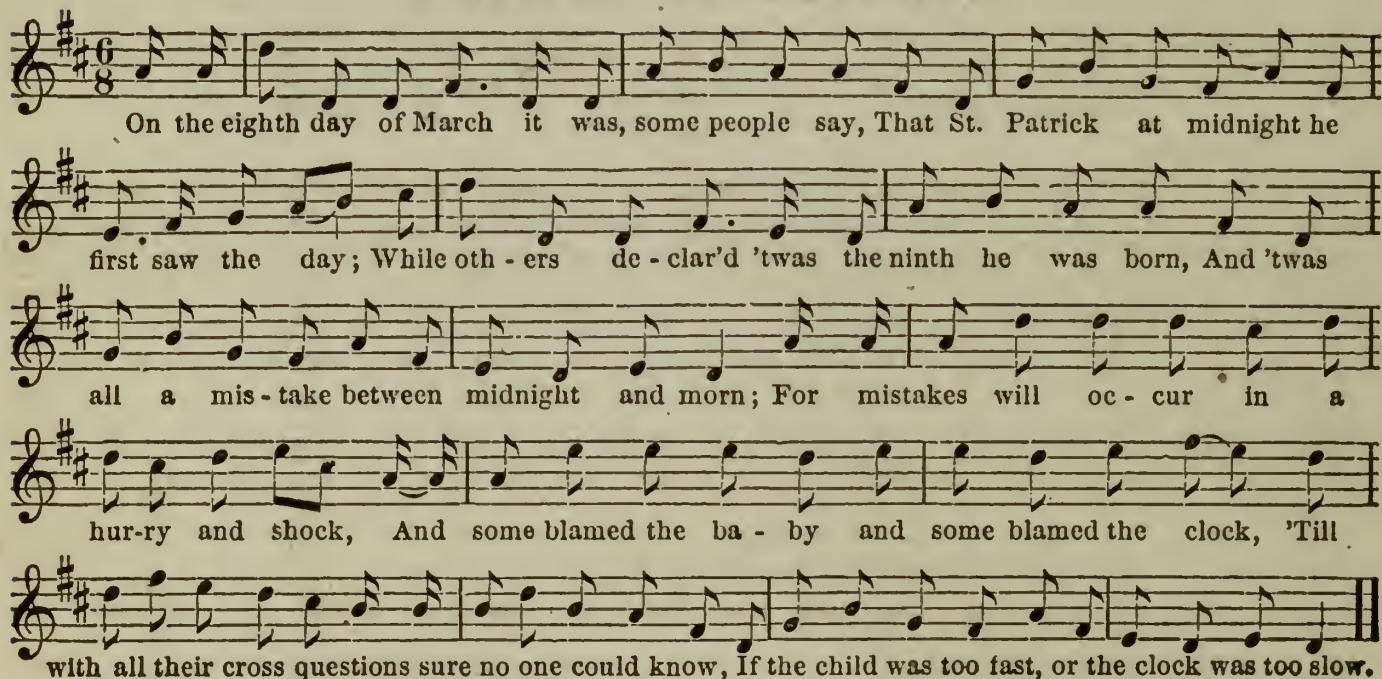 6
8
On the eighth day of March it was, some people say, That St. Patrick at midnight he
first saw the day; While oth - ers de - clar'd 'twas the ninth he was born, And 'twas
all a mis - take between midnight and morn; For mistakes will oc - cur in a
hur-ry and shock, And some blamed the ba - by and some blamed the clock, 'Till
with all their cross questions sure no one could know, If the child was too fast, or the clock was too slow.